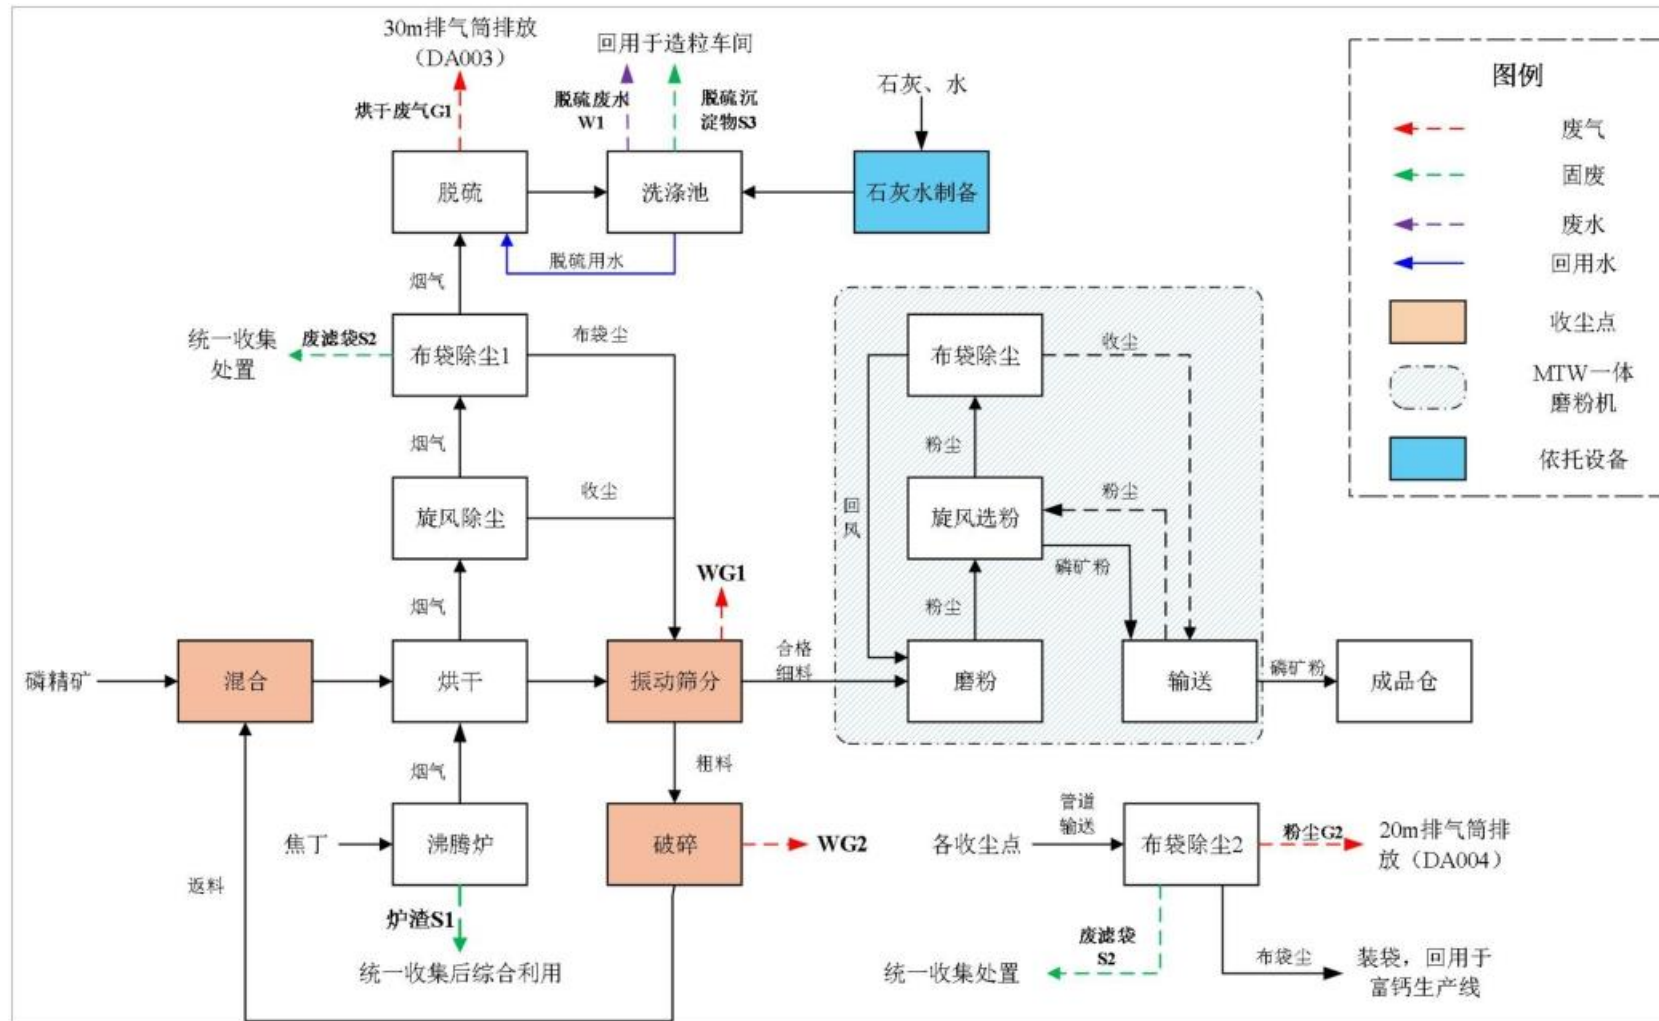 30m排气筒排放
（DA003）
回用于造粒车间
石灰、水
图例
烘干废气G1
脱硫废水
W1
脱硫沉
淀物S3
废气
脱硫
洗涤池
石灰水制备
固废
废水
脱硫用水
回用水
烟气
统一收集
处置
废滤袋S2
布袋除尘1
布袋尘
布袋除尘
收尘
收尘点
MTW一体
磨粉机
烟气
粉尘
依托设备
旋风除尘
收尘
回
风
旋风选粉
粉尘
磷矿粉
WG1
烟气
粉尘
磷精矿
混合
烘干
振动筛分
合格
细料
磨粉
输送
磷矿粉
成品仓
烟气
粗料
焦丁
沸腾炉
破碎
WG2
各收尘点
管道
输送
布袋除尘2
粉尘G2
20m排气筒排
放（DA004）
返料
炉渣S1
统一收集后综合利用
废滤袋
S2
统一收集处置
布袋尘
装袋，回用于
富钙生产线